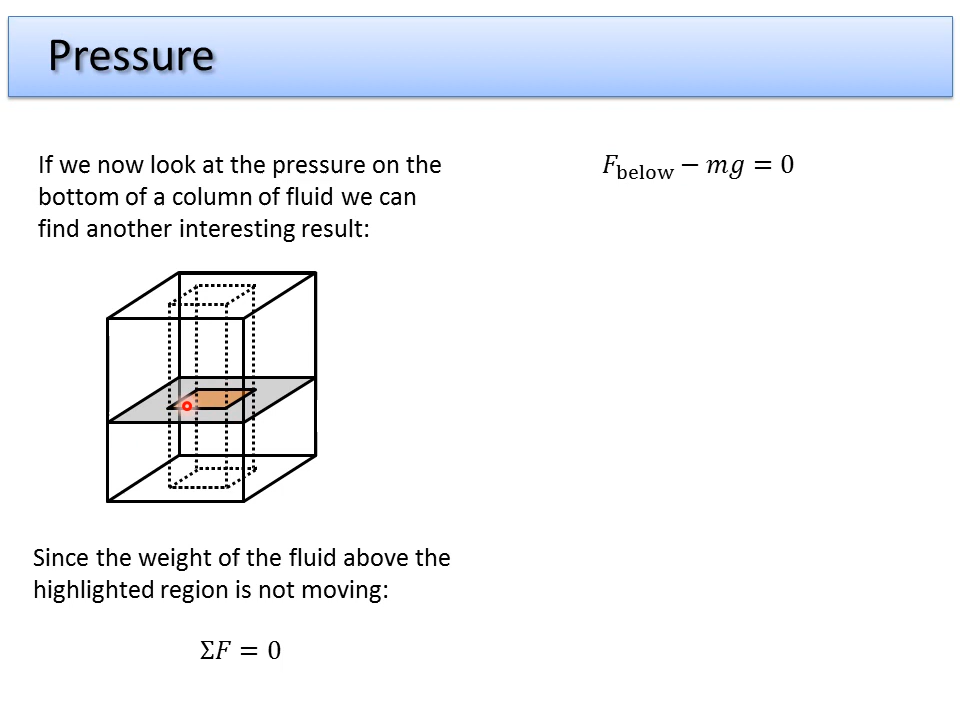 Pressure
If we now look at the pressure on the
bottom of a column of fluid we can
find another interesting result:
Since the weight of the fluid above the
highlighted region is not moving:
ΣF = 0
F_below − mg = 0